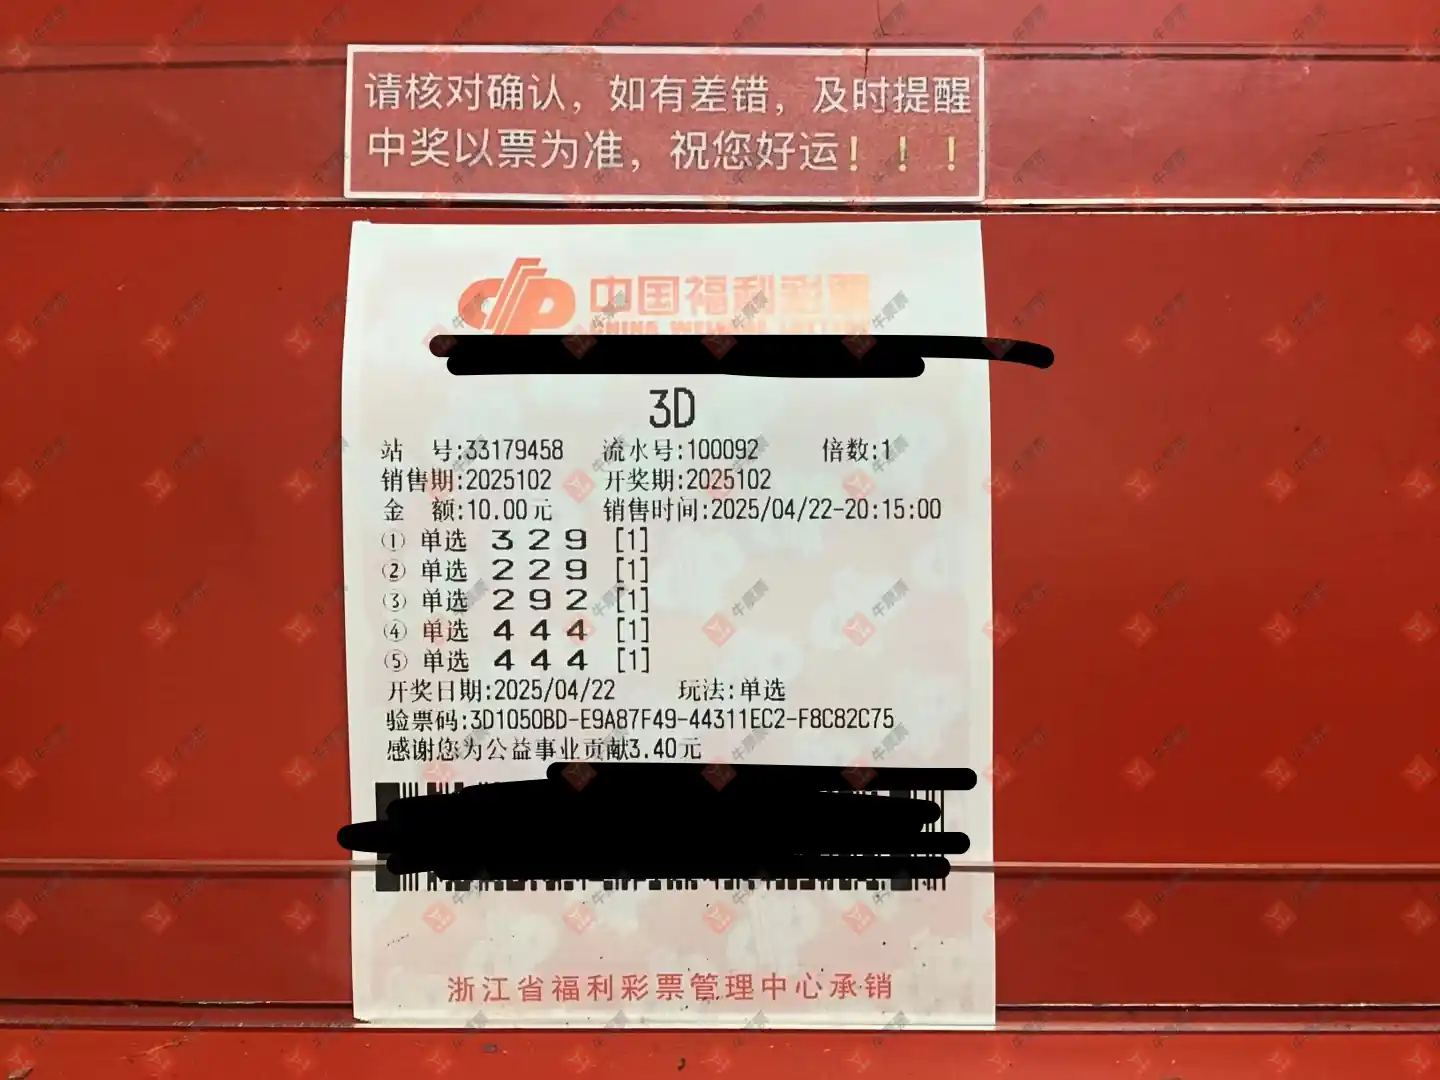 请核对确认，如有差错，及时提醒
中奖以票为准，祝您好运！！！
中国福利彩票
CHINA WELFARE LOTTERY
3D
站 号:33179458 流水号:100092 倍数:1
销售期:2025102 开奖期:2025102
金 额:10.00元 销售时间:2025/04/22-20:15:00
① 单选 3 2 9 [1]
② 单选 2 2 9 [1]
③ 单选 2 9 2 [1]
④ 单选 4 4 4 [1]
⑤ 单选 4 4 4 [1]
开奖日期:2025/04/22 玩法:单选
验票码:3D1050BD-E9A87F49-44311EC2-F8C82C75
感谢您为公益事业贡献3.40元
浙江省福利彩票管理中心承销